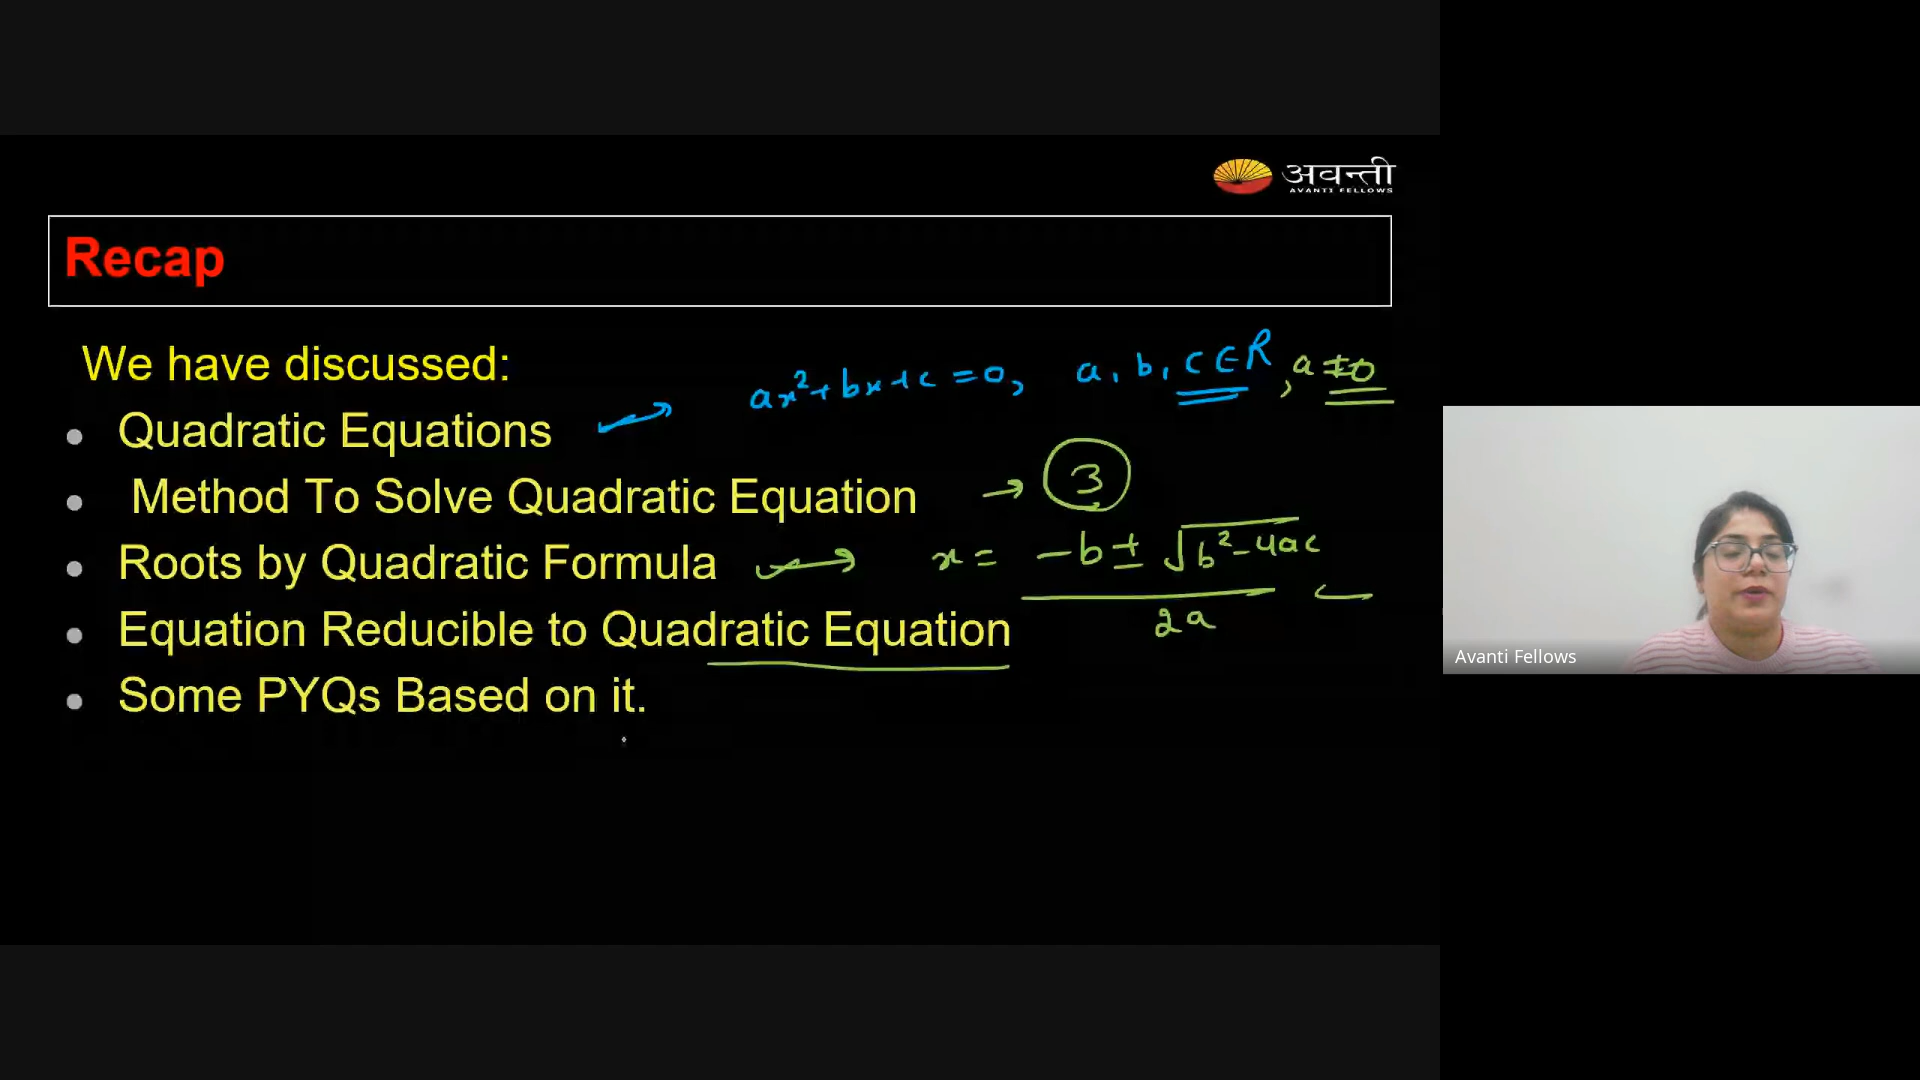 अवन्ती
AVANTI FELLOWS
Recap
We have discussed:
ax²+bx+c=0, a, b, c∈R, a≠0
• Quadratic Equations
• Method To Solve Quadratic Equation → 3
• Roots by Quadratic Formula → x = (-b ± √(b²-4ac)) / 2a
• Equation Reducible to Quadratic Equation
• Some PYQs Based on it.
Avanti Fellows